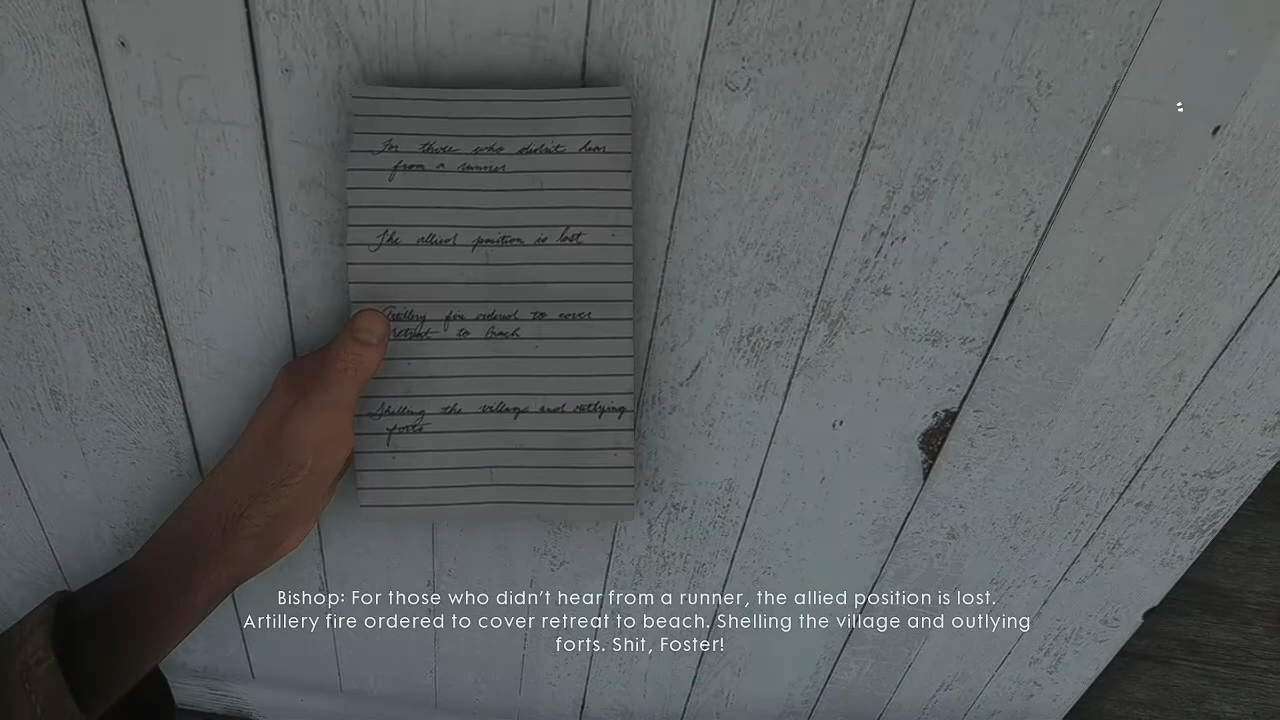 For those who didn't hear
from a runner
The allied position is lost
Artillery fire ordered to cover
retreat to beach
Shelling the village and outlying
forts
Bishop: For those who didn't hear from a runner, the allied position is lost.
Artillery fire ordered to cover retreat to beach. Shelling the village and outlying
forts. Shit, Foster!